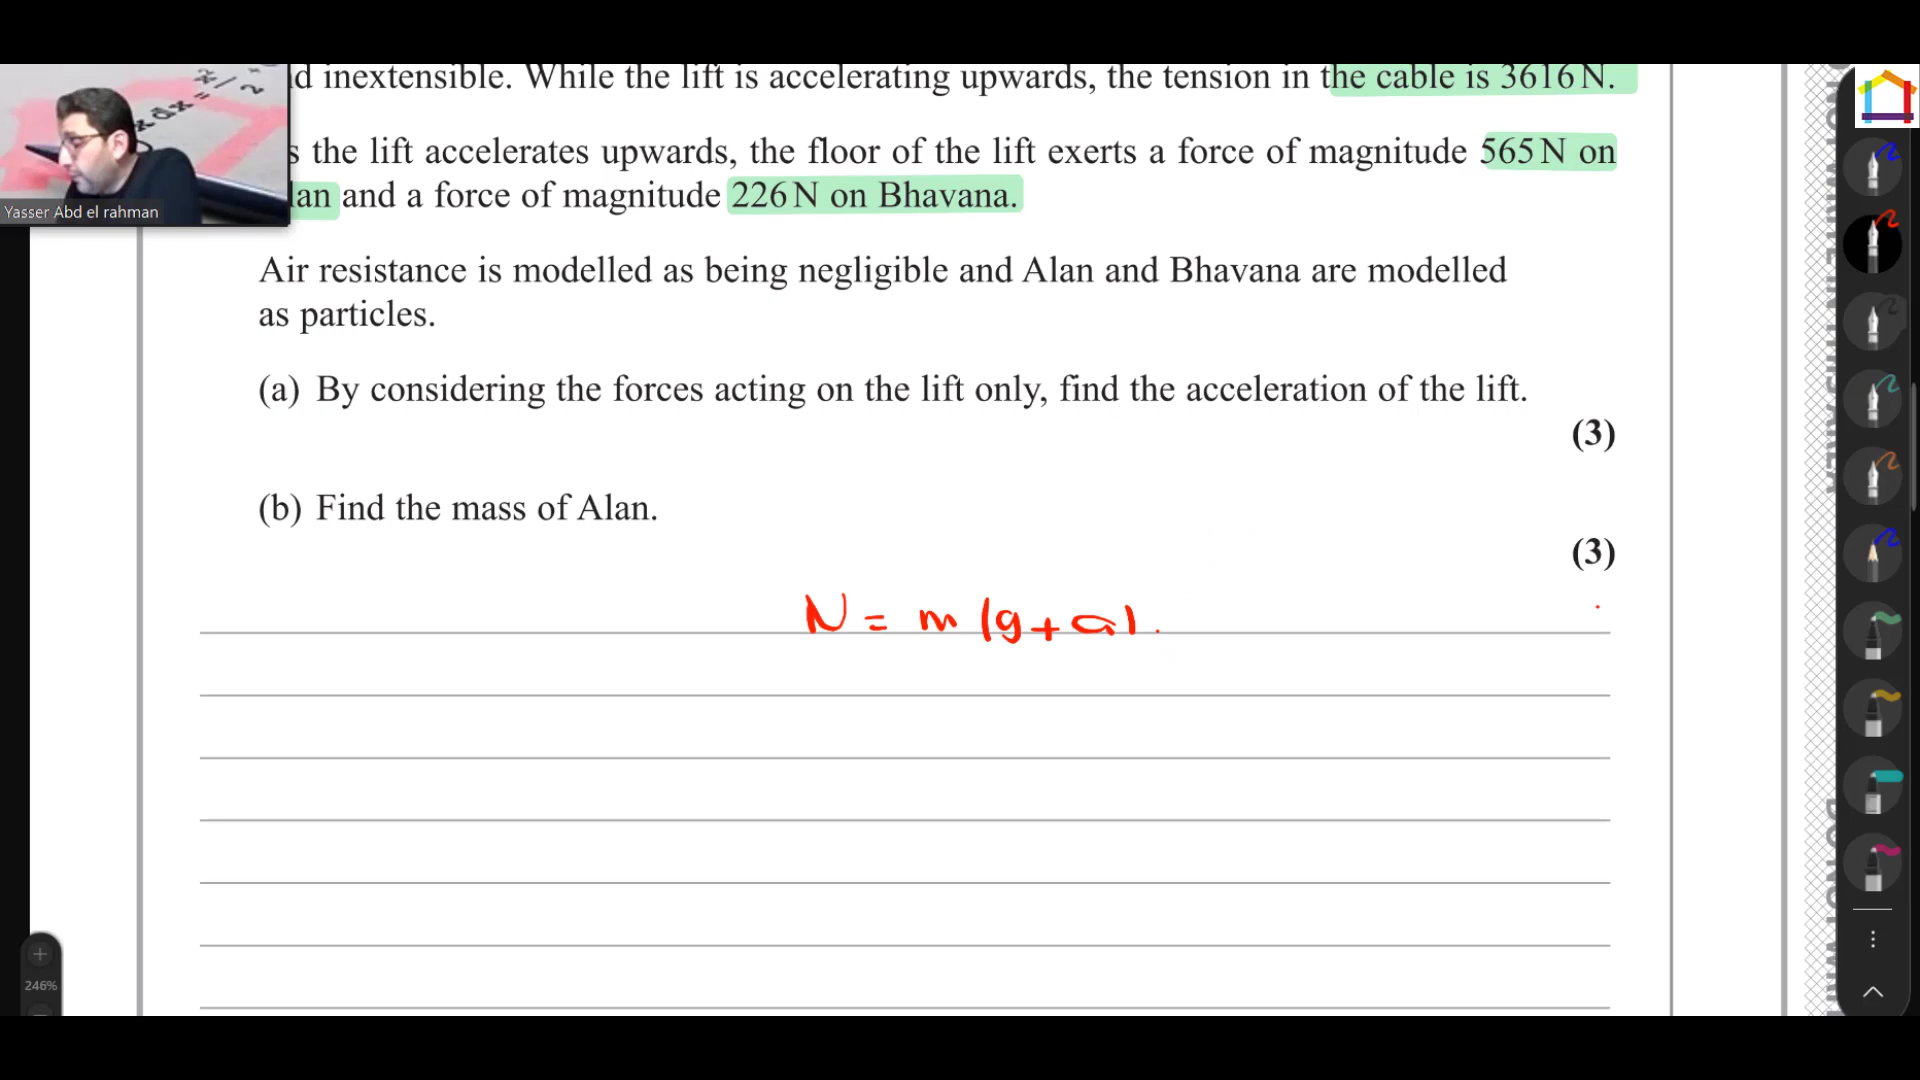 d inextensible. While the lift is accelerating upwards, the tension in the cable is 3616 N.
s the lift accelerates upwards, the floor of the lift exerts a force of magnitude 565 N on
lan and a force of magnitude 226 N on Bhavana.
Yasser Abd el rahman
Air resistance is modelled as being negligible and Alan and Bhavana are modelled
as particles.
(a) By considering the forces acting on the lift only, find the acceleration of the lift.
(3)
(b) Find the mass of Alan.
(3)
N = m (g + a) .
246%